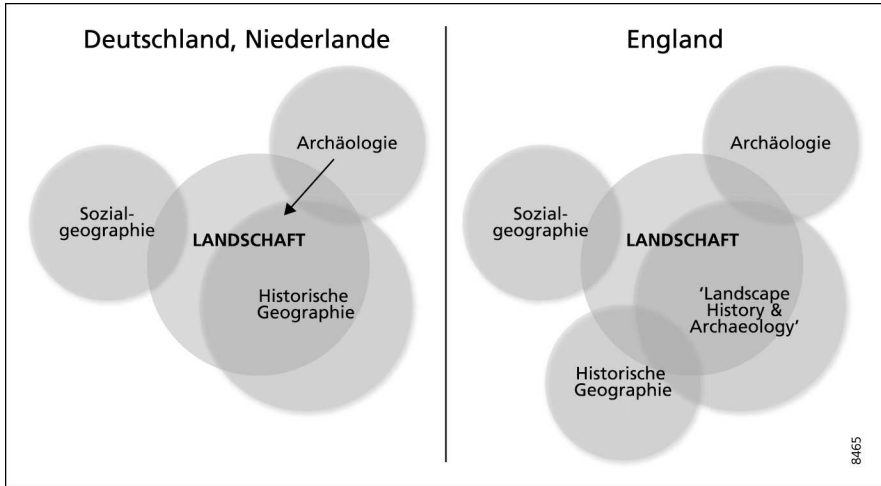 Deutschland, Niederlande
Archäologie
Sozial-
geographie
LANDSCHAFT
Historische
Geographie
England
Archäologie
Sozial-
geographie
LANDSCHAFT
'Landscape
History &
Archaeology'
Historische
Geographie
8465